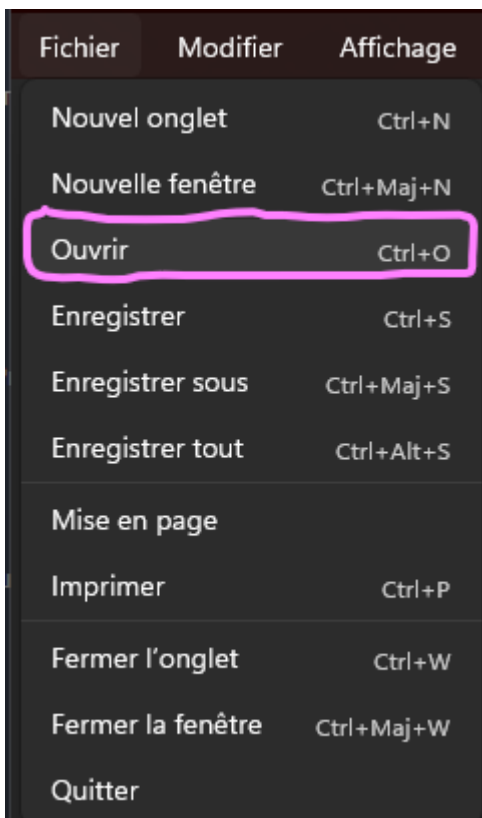 Fichier Modifier Affichage
Nouvel onglet Ctrl+N
Nouvelle fenêtre Ctrl+Maj+N
Ouvrir Ctrl+O
Enregistrer Ctrl+S
Enregistrer sous Ctrl+Maj+S
Enregistrer tout Ctrl+Alt+S
Mise en page
Imprimer Ctrl+P
Fermer l’onglet Ctrl+W
Fermer la fenêtre Ctrl+Maj+W
Quitter